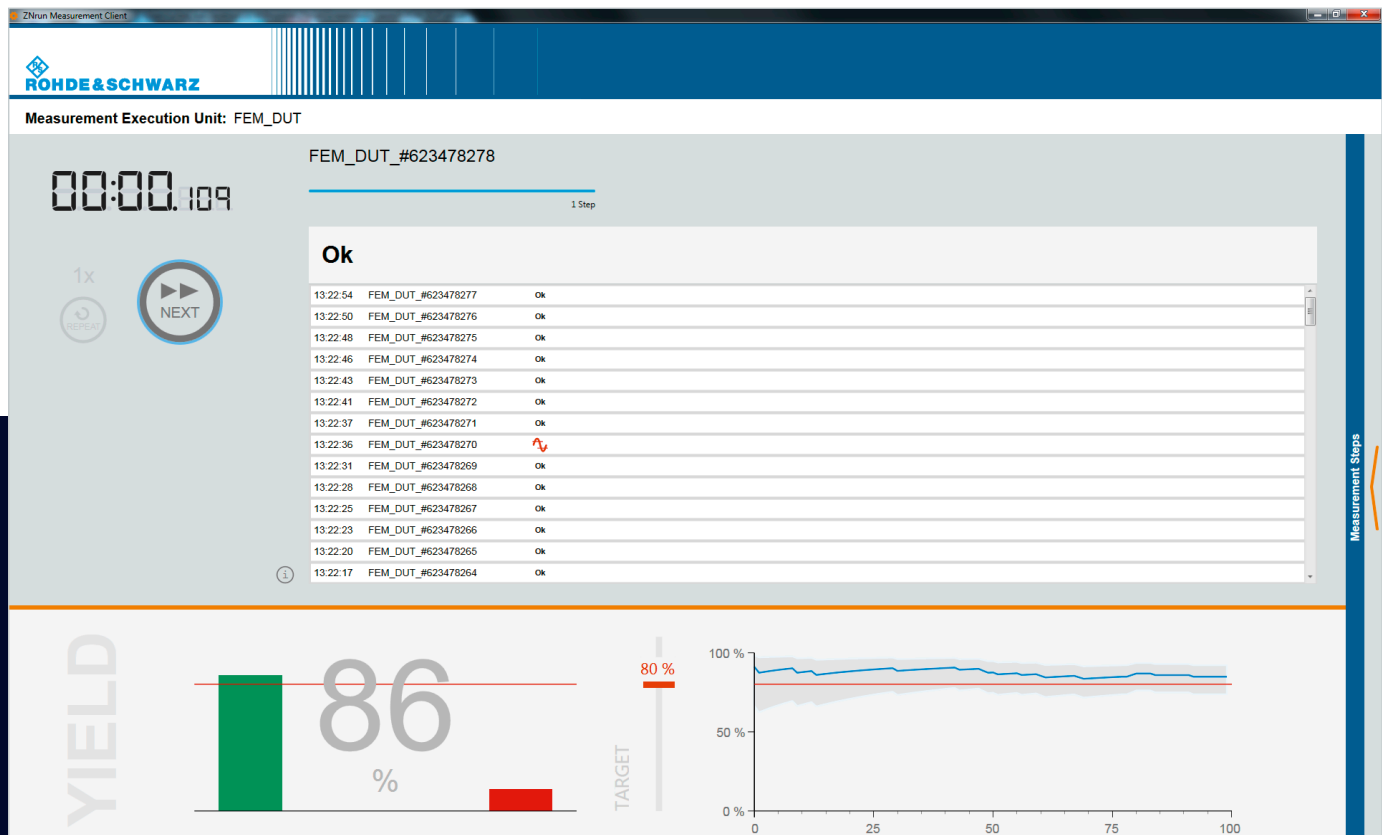 ZNrun Measurement Client
ROHDE&SCHWARZ
Measurement Execution Unit: FEM_DUT
FEM_DUT_#623478278
00:00.109
1 Step
Ok
1x
REPEAT
NEXT
13:22:54 FEM_DUT_#623478277 Ok
13:22:50 FEM_DUT_#623478276 Ok
13:22:48 FEM_DUT_#623478275 Ok
13:22:46 FEM_DUT_#623478274 Ok
13:22:43 FEM_DUT_#623478273 Ok
13:22:41 FEM_DUT_#623478272 Ok
13:22:37 FEM_DUT_#623478271 Ok
13:22:36 FEM_DUT_#623478270
13:22:31 FEM_DUT_#623478269 Ok
13:22:28 FEM_DUT_#623478268 Ok
13:22:25 FEM_DUT_#623478267 Ok
13:22:23 FEM_DUT_#623478266 Ok
13:22:20 FEM_DUT_#623478265 Ok
13:22:17 FEM_DUT_#623478264 Ok
i
Measurement Steps
YIELD
86
%
TARGET
80 %
100 %
50 %
0 %
0 25 50 75 100